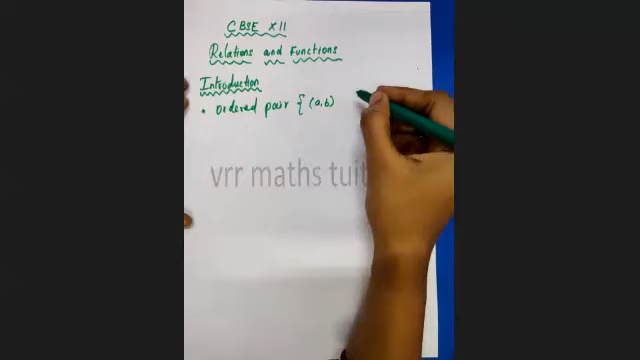 CBSE XII
Relations and Functions
Introduction
• Ordered pair { (a,b)
vrr maths tuit